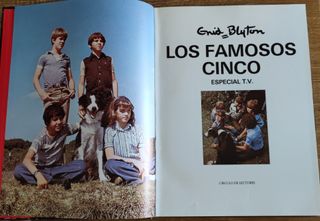 Enid Blyton
LOS FAMOSOS
CINCO
ESPECIAL T.V.
CIRCULO DE LECTORES